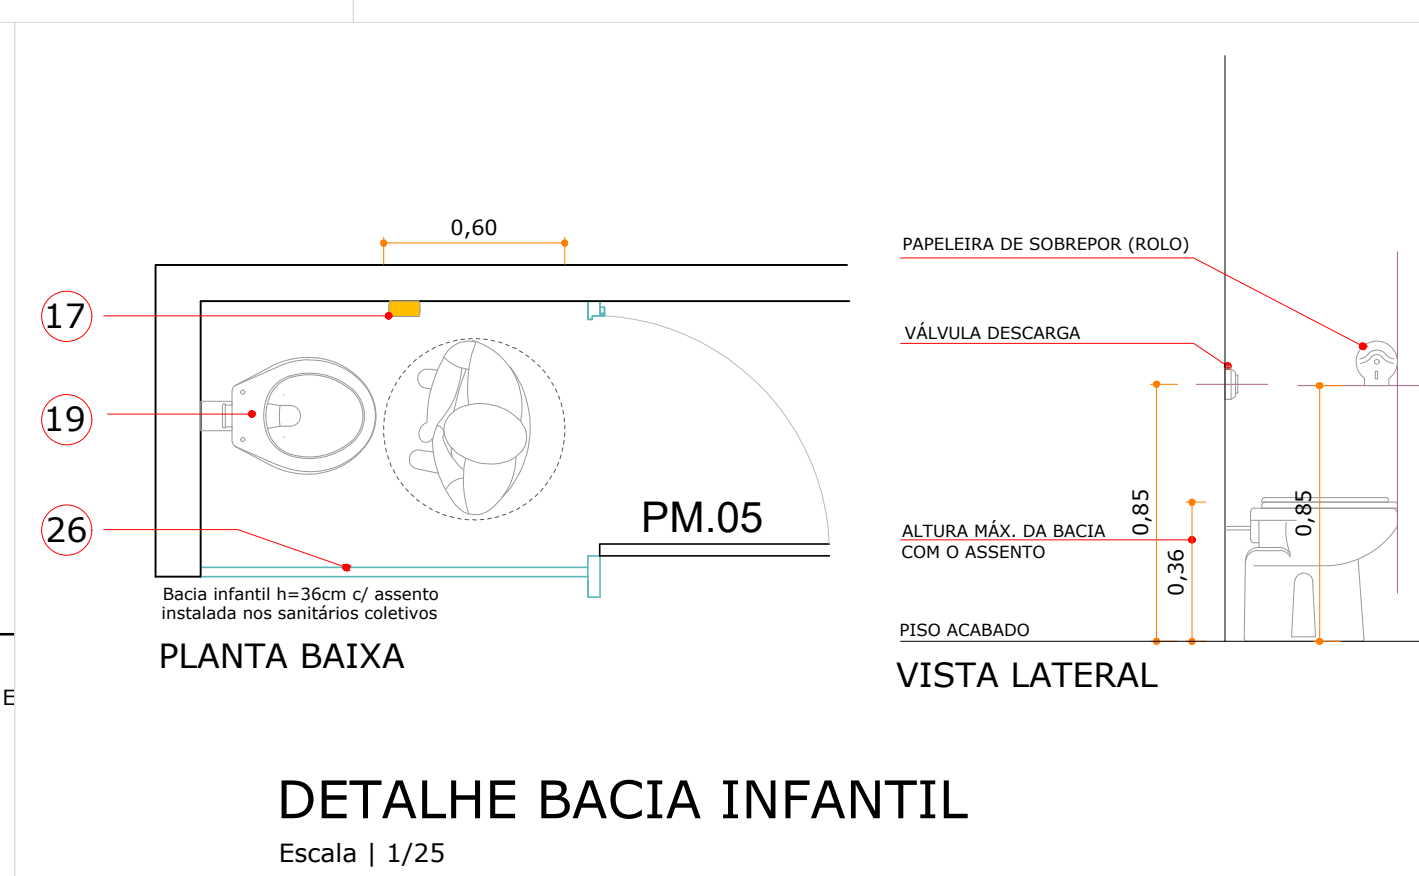 0,60
17
19
26
PM.05
Bacia infantil h=36cm c/ assento
instalada nos sanitários coletivos
PLANTA BAIXA
E
PAPELEIRA DE SOBREPOR (ROLO)
VÁLVULA DESCARGA
ALTURA MÁX. DA BACIA
COM O ASSENTO
0,85
0,36
0,85
PISO ACABADO
VISTA LATERAL
DETALHE BACIA INFANTIL
Escala | 1/25